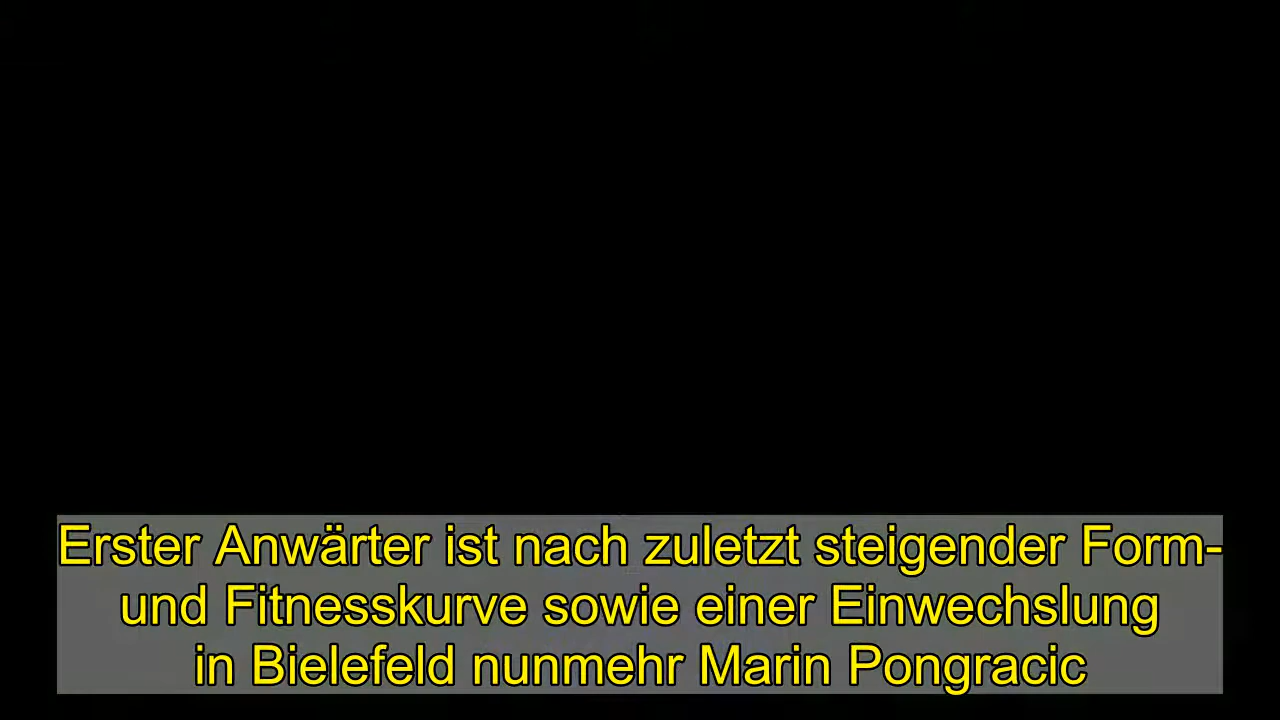 Erster Anwärter ist nach zuletzt steigender Form-
und Fitnesskurve sowie einer Einwechslung
in Bielefeld nunmehr Marin Pongracic